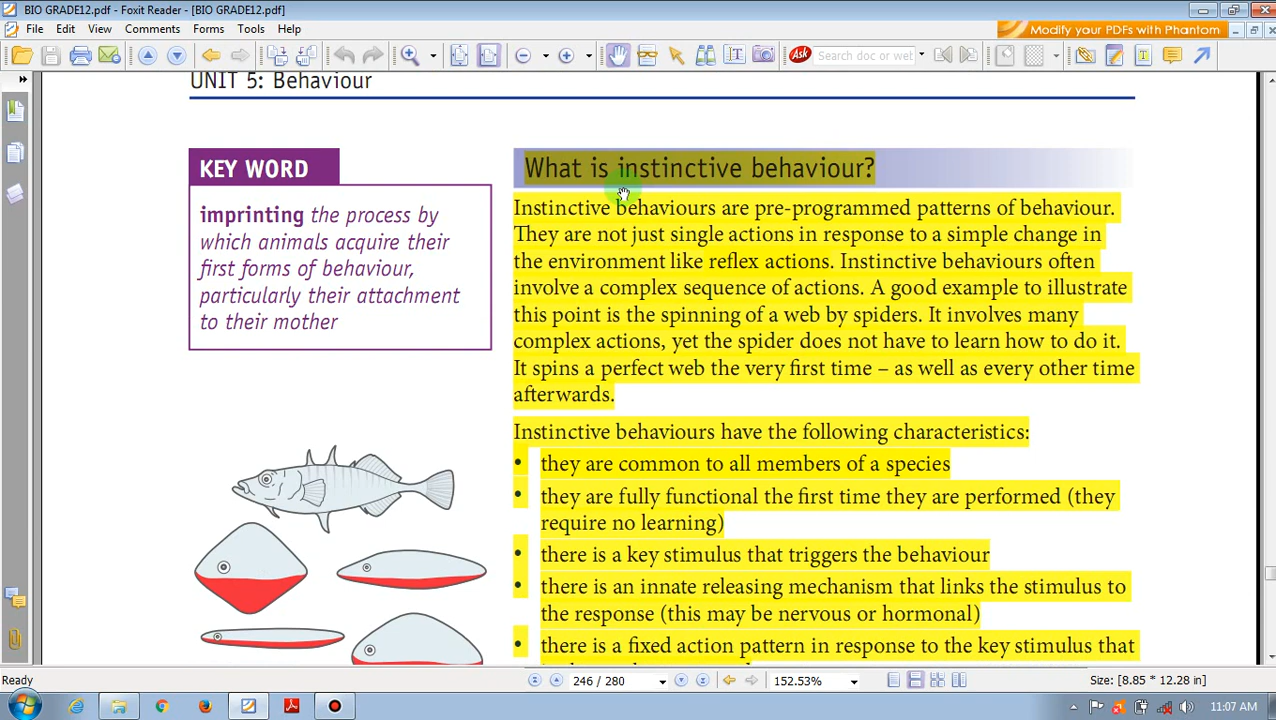 BIO GRADE12.pdf - Foxit Reader - [BIO GRADE12.pdf]
File Edit View Comments Forms Tools Help
Modify your PDFs with Phantom
Ask Search doc or wel
UNIT 5: Behaviour
KEY WORD
imprinting the process by
which animals acquire their
first forms of behaviour,
particularly their attachment
to their mother
What is instinctive behaviour?
Instinctive behaviours are pre-programmed patterns of behaviour.
They are not just single actions in response to a simple change in
the environment like reflex actions. Instinctive behaviours often
involve a complex sequence of actions. A good example to illustrate
this point is the spinning of a web by spiders. It involves many
complex actions, yet the spider does not have to learn how to do it.
It spins a perfect web the very first time – as well as every other time
afterwards.
Instinctive behaviours have the following characteristics:
• they are common to all members of a species
• they are fully functional the first time they are performed (they
require no learning)
• there is a key stimulus that triggers the behaviour
• there is an innate releasing mechanism that links the stimulus to
the response (this may be nervous or hormonal)
• there is a fixed action pattern in response to the key stimulus that
Ready 246 / 280 152.53% Size: [8.85 * 12.28 in]
11:07 AM